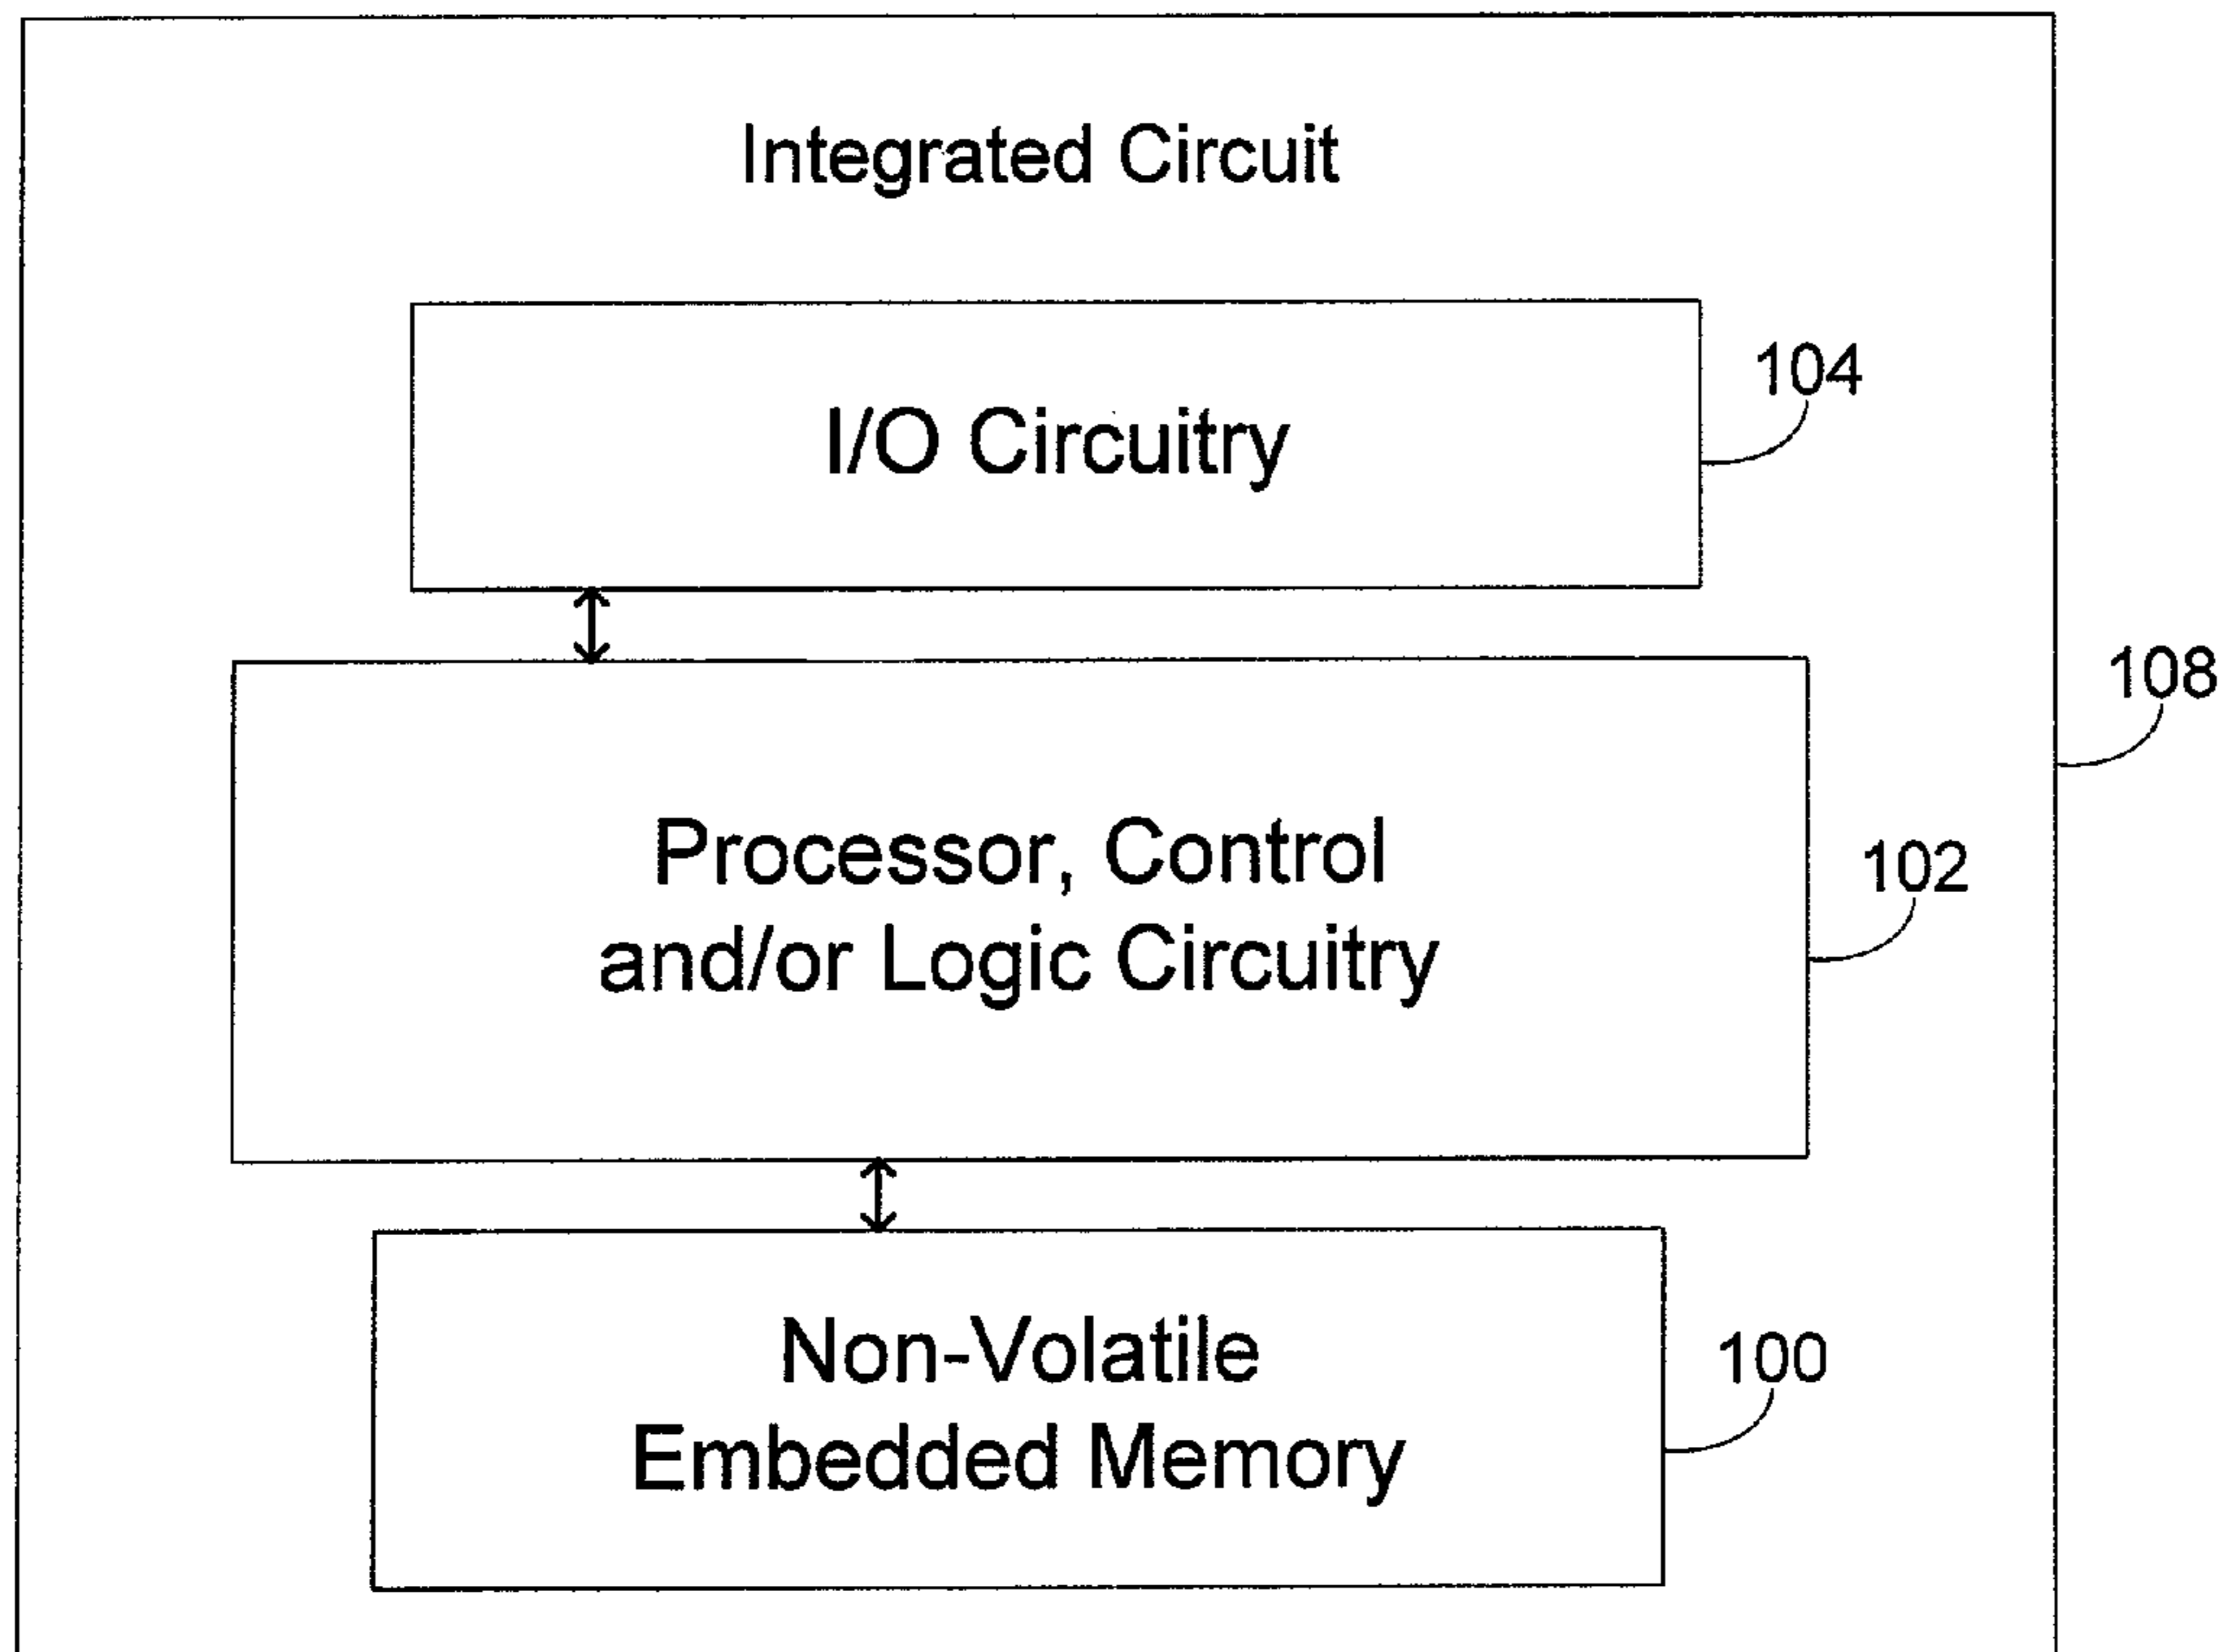 Integrated Circuit
104
I/O Circuitry
108
Processor, Control
102
and/or Logic Circuitry
Non-Volatile
100
Embedded Memory